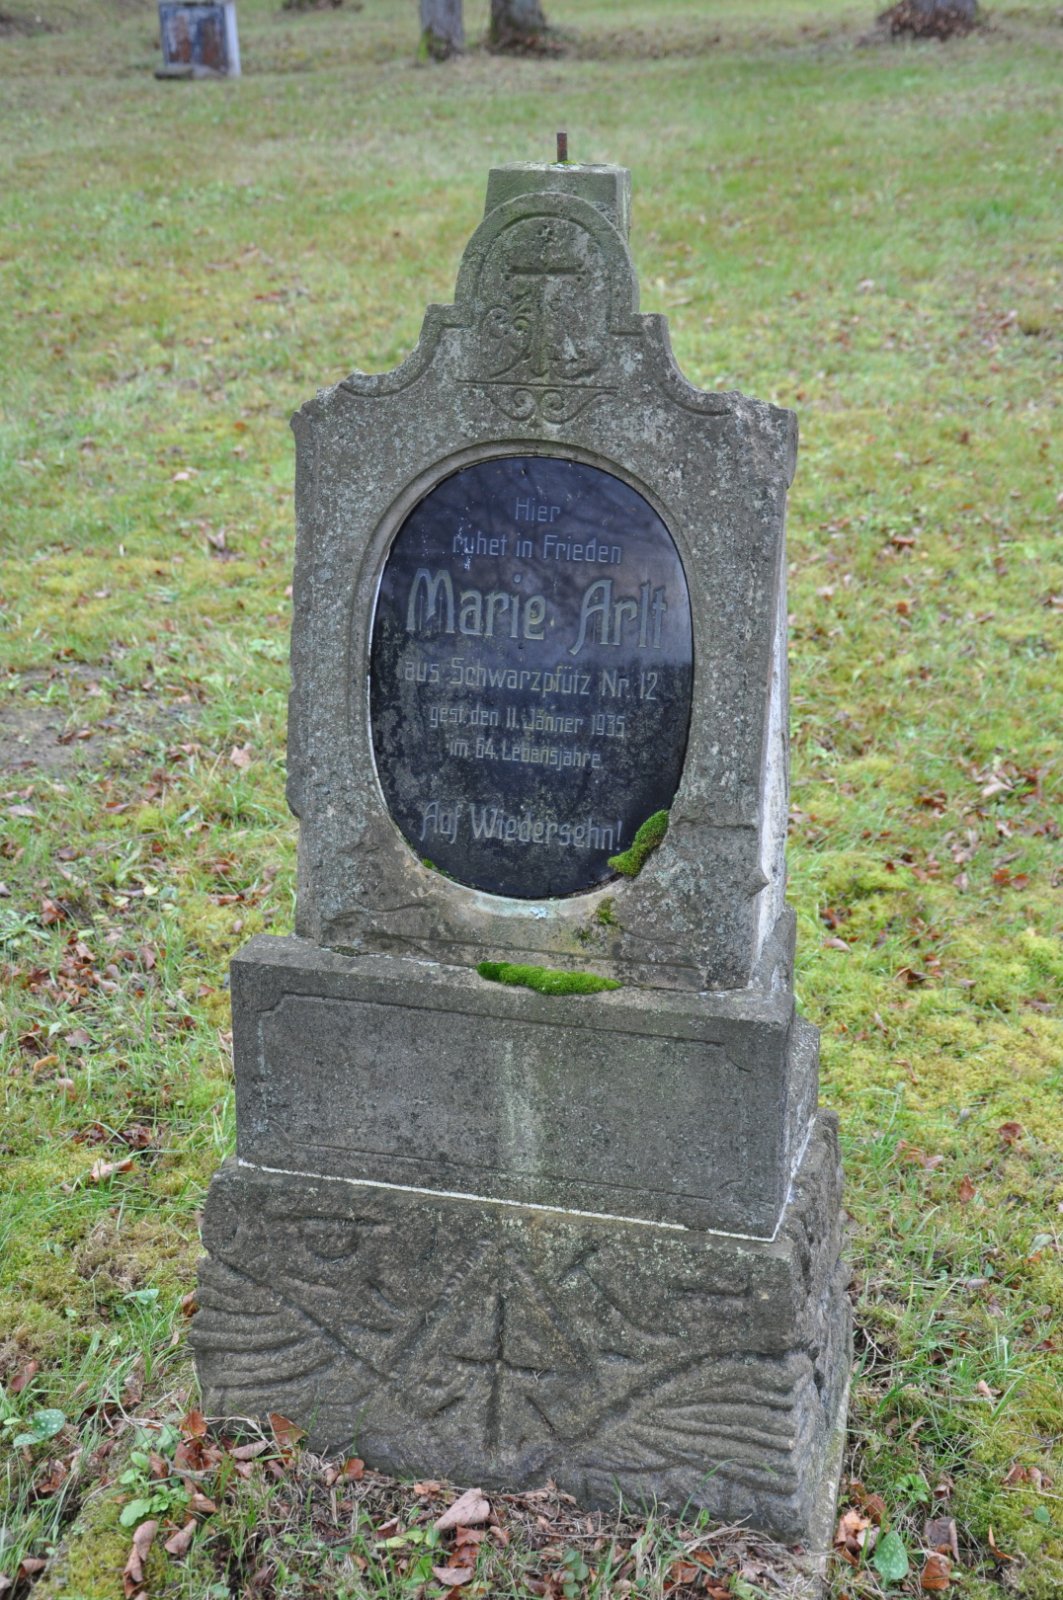 Hier
ruhet in Frieden
Marie Arlt
aus Schwarzpfütz Nr. 12
gest. den 11. Jänner 1935
im 64. Lebensjahre.
Auf Wiedersehn!